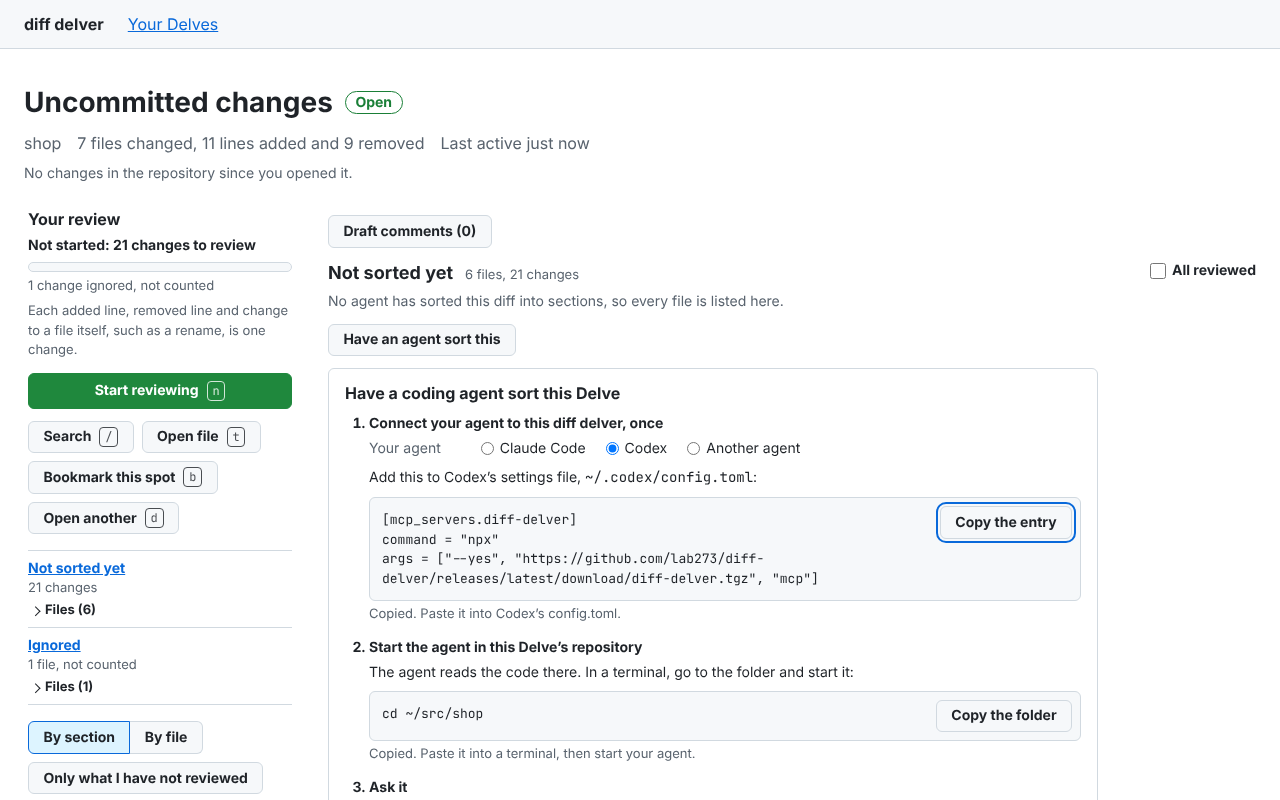 diff delver Your Delves
Uncommitted changes Open
shop 7 files changed, 11 lines added and 9 removed Last active just now
No changes in the repository since you opened it.
Your review
Not started: 21 changes to review
1 change ignored, not counted
Each added line, removed line and change
to a file itself, such as a rename, is one
change.
Start reviewing n
Search / Open file t
Bookmark this spot b
Open another d
Not sorted yet
21 changes
Files (6)
Ignored
1 file, not counted
Files (1)
By section By file
Only what I have not reviewed
Draft comments (0)
Not sorted yet 6 files, 21 changes
All reviewed
No agent has sorted this diff into sections, so every file is listed here.
Have an agent sort this
Have a coding agent sort this Delve
1. Connect your agent to this diff delver, once
Your agent Claude Code Codex Another agent
Add this to Codex’s settings file, ~/.codex/config.toml:
[mcp_servers.diff-delver]
command = "npx"
args = ["--yes", "https://github.com/lab273/diff-
delver/releases/latest/download/diff-delver.tgz", "mcp"]
Copy the entry
Copied. Paste it into Codex’s config.toml.
2. Start the agent in this Delve’s repository
The agent reads the code there. In a terminal, go to the folder and start it:
cd ~/src/shop
Copy the folder
Copied. Paste it into a terminal, then start your agent.
3. Ask it